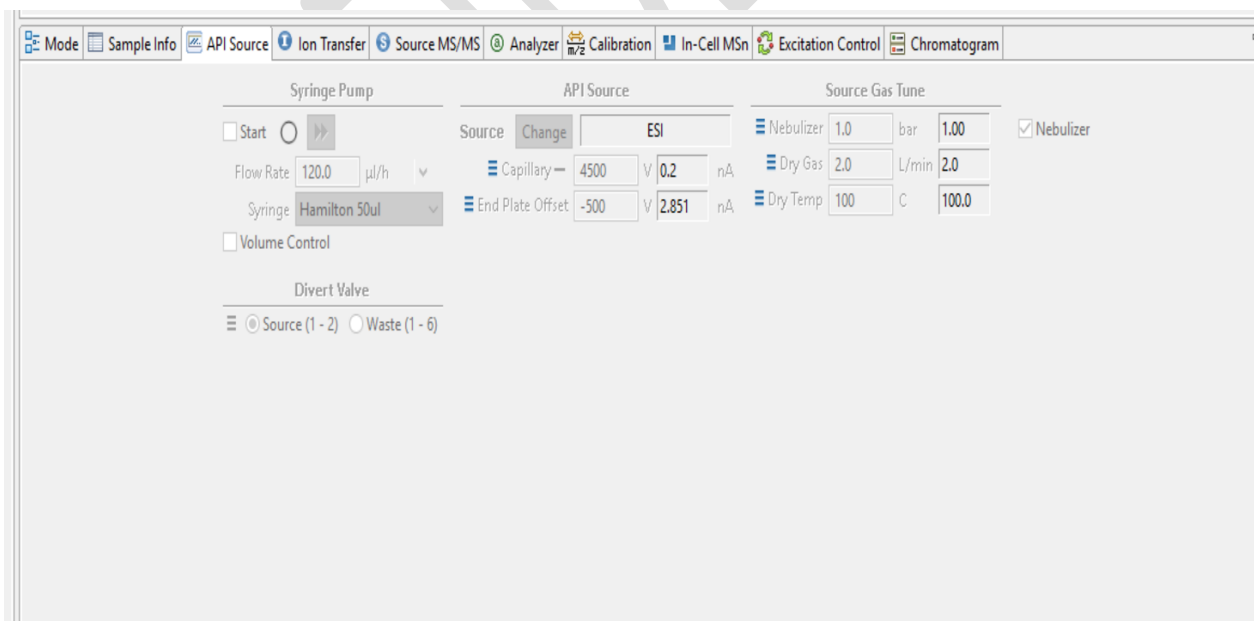 Mode Sample Info API Source Ion Transfer Source MS/MS Analyzer m/z Calibration In-Cell MSn Excitation Control Chromatogram
Syringe Pump API Source Source Gas Tune
Start Source Change ESI Nebulizer 1.0 bar 1.00 Nebulizer
Flow Rate 120.0 µl/h Capillary 4500 V 0.2 nA Dry Gas 2.0 L/min 2.0
Syringe Hamilton 50ul End Plate Offset -500 V 2.851 nA Dry Temp 100 C 100.0
Volume Control
Divert Valve
Source (1 - 2) Waste (1 - 6)